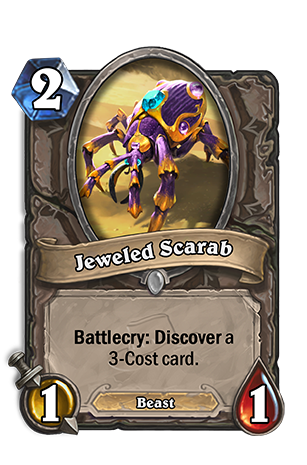 2
Jeweled Scarab
Battlecry: Discover a
3-Cost card.
1
Beast
1